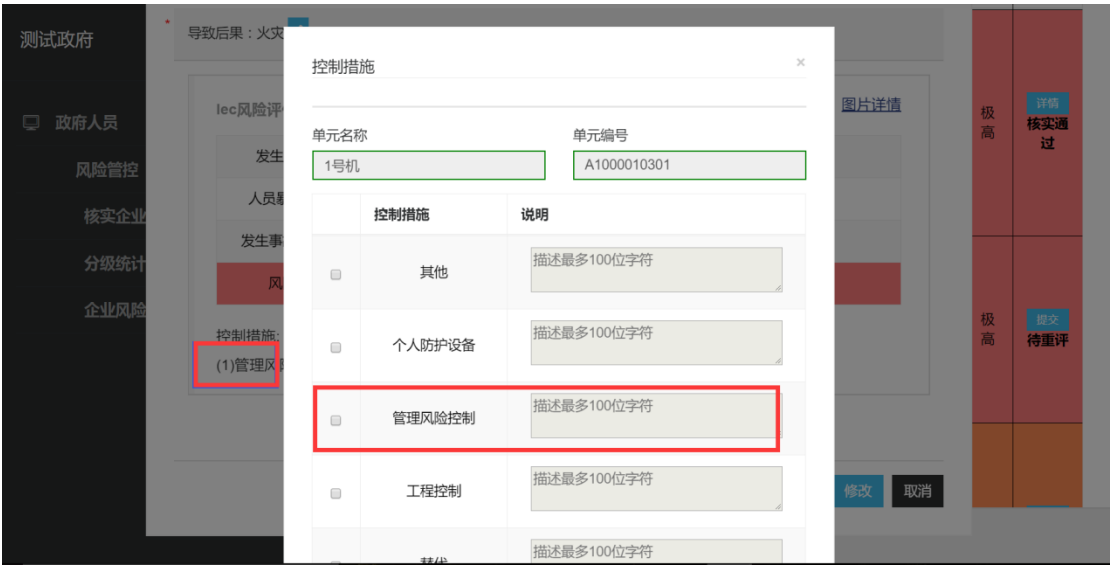 测试政府
政府人员
风险管控
核实企业
分级统计
企业风险
* 导致后果：火灾
lec风险评
图片详情
发生
人员暴
发生事
风
控制措施:
(1)管理风险
控制措施 ×
单元名称 单元编号
1号机 A1000010301
控制措施 说明
其他 描述最多100位字符
个人防护设备 描述最多100位字符
管理风险控制 描述最多100位字符
工程控制 描述最多100位字符
替代 描述最多100位字符
修改 取消
极高 详情
核实通过
极高 提交
待重评